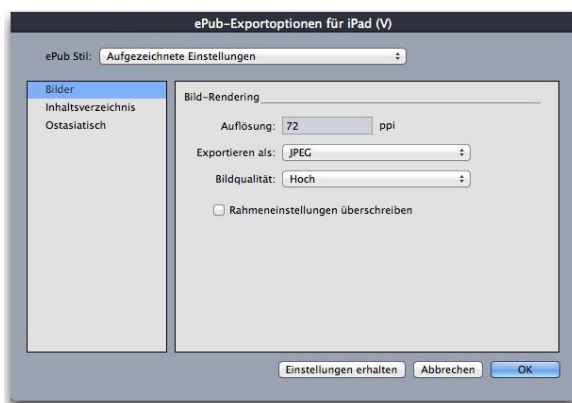 ePub-Exportoptionen für iPad (V)
ePub Stil: Aufgezeichnete Einstellungen
Bilder
Inhaltsverzeichnis
Ostasiatisch
Bild-Rendering
Auflösung: 72 ppi
Exportieren als: JPEG
Bildqualität: Hoch
Rahmeneinstellungen überschreiben
Einstellungen erhalten Abbrechen OK